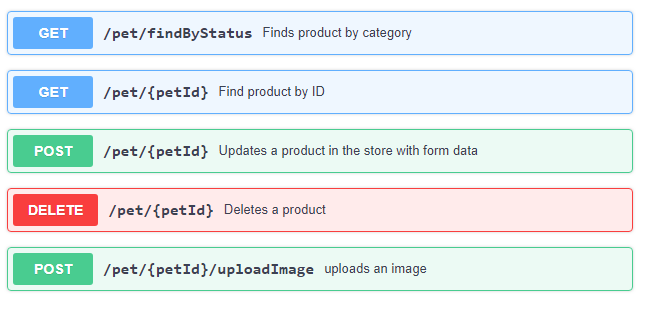 GET /pet/findByStatus Finds product by category
GET /pet/{petId} Find product by ID
POST /pet/{petId} Updates a product in the store with form data
DELETE /pet/{petId} Deletes a product
POST /pet/{petId}/uploadImage uploads an image